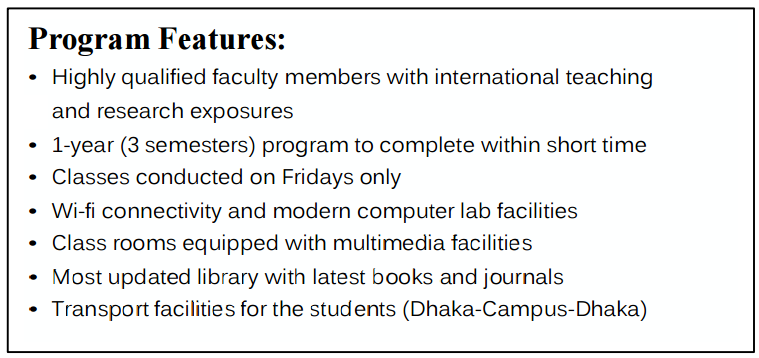 Program Features:
• Highly qualified faculty members with international teaching
and research exposures
• 1-year (3 semesters) program to complete within short time
• Classes conducted on Fridays only
• Wi-fi connectivity and modern computer lab facilities
• Class rooms equipped with multimedia facilities
• Most updated library with latest books and journals
• Transport facilities for the students (Dhaka-Campus-Dhaka)